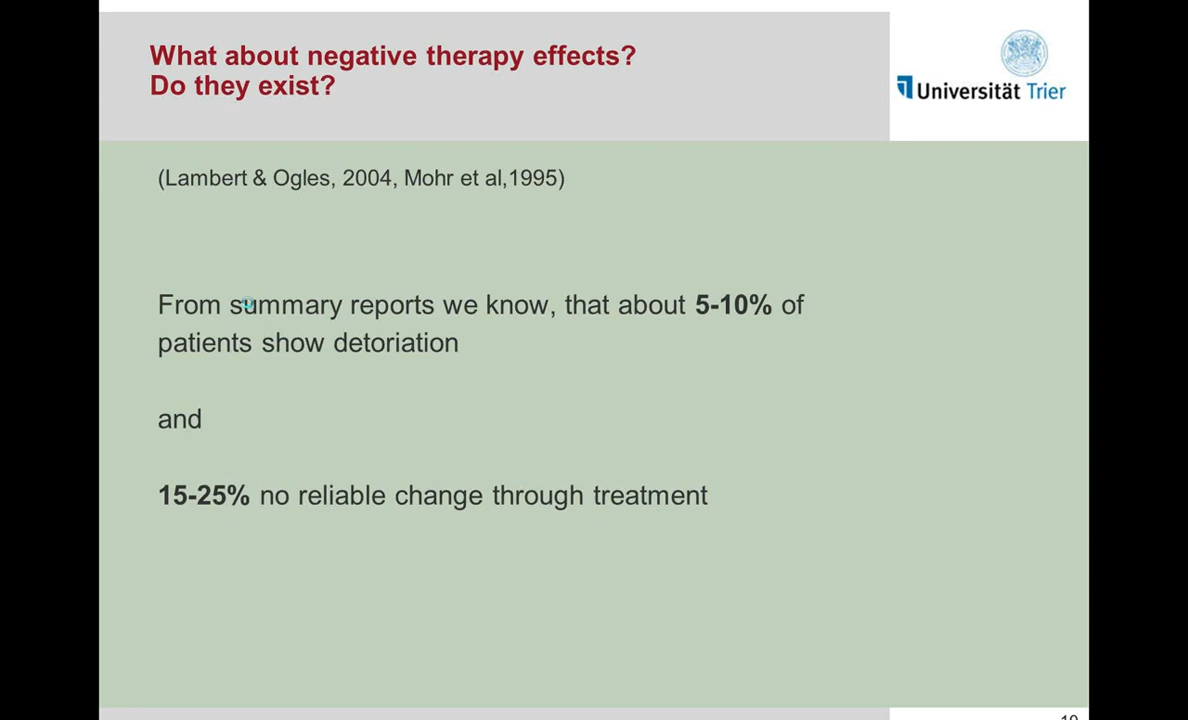 What about negative therapy effects?
Do they exist?
Universität Trier
(Lambert & Ogles, 2004, Mohr et al,1995)
From summary reports we know, that about 5-10% of
patients show detoriation
and
15-25% no reliable change through treatment